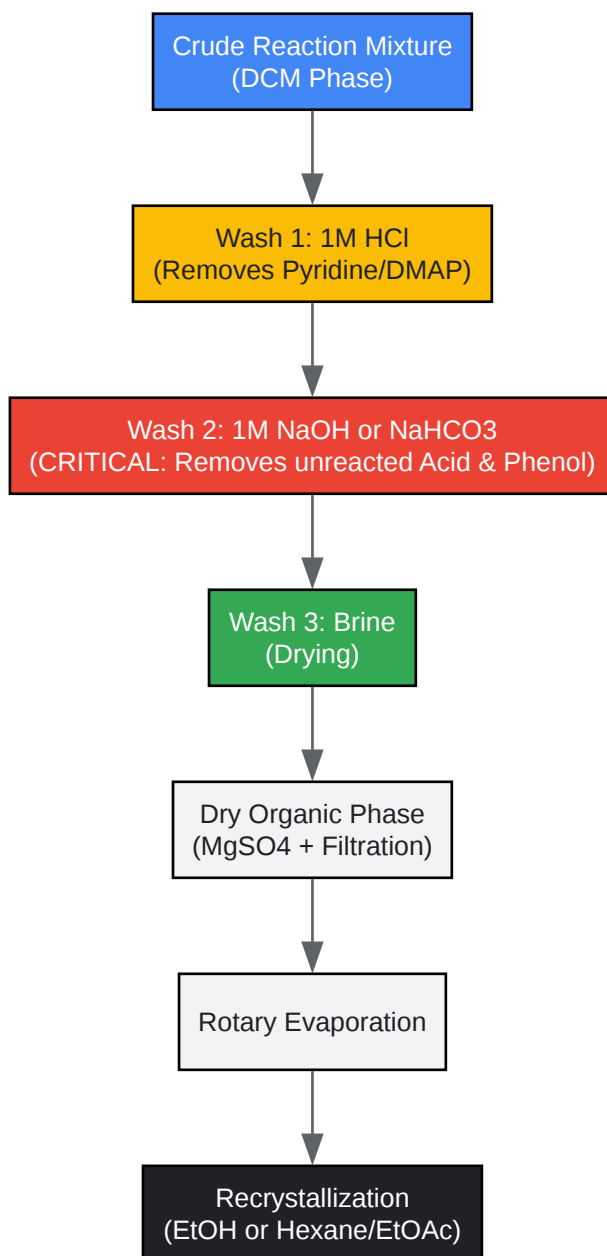 Crude Reaction Mixture
(DCM Phase)
Wash 1: 1M HCl
(Removes Pyridine/DMAP)
Wash 2: 1M NaOH or NaHCO3
(CRITICAL: Removes unreacted Acid & Phenol)
Wash 3: Brine
(Drying)
Dry Organic Phase
(MgSO4 + Filtration)
Rotary Evaporation
Recrystallization
(EtOH or Hexane/EtOAc)